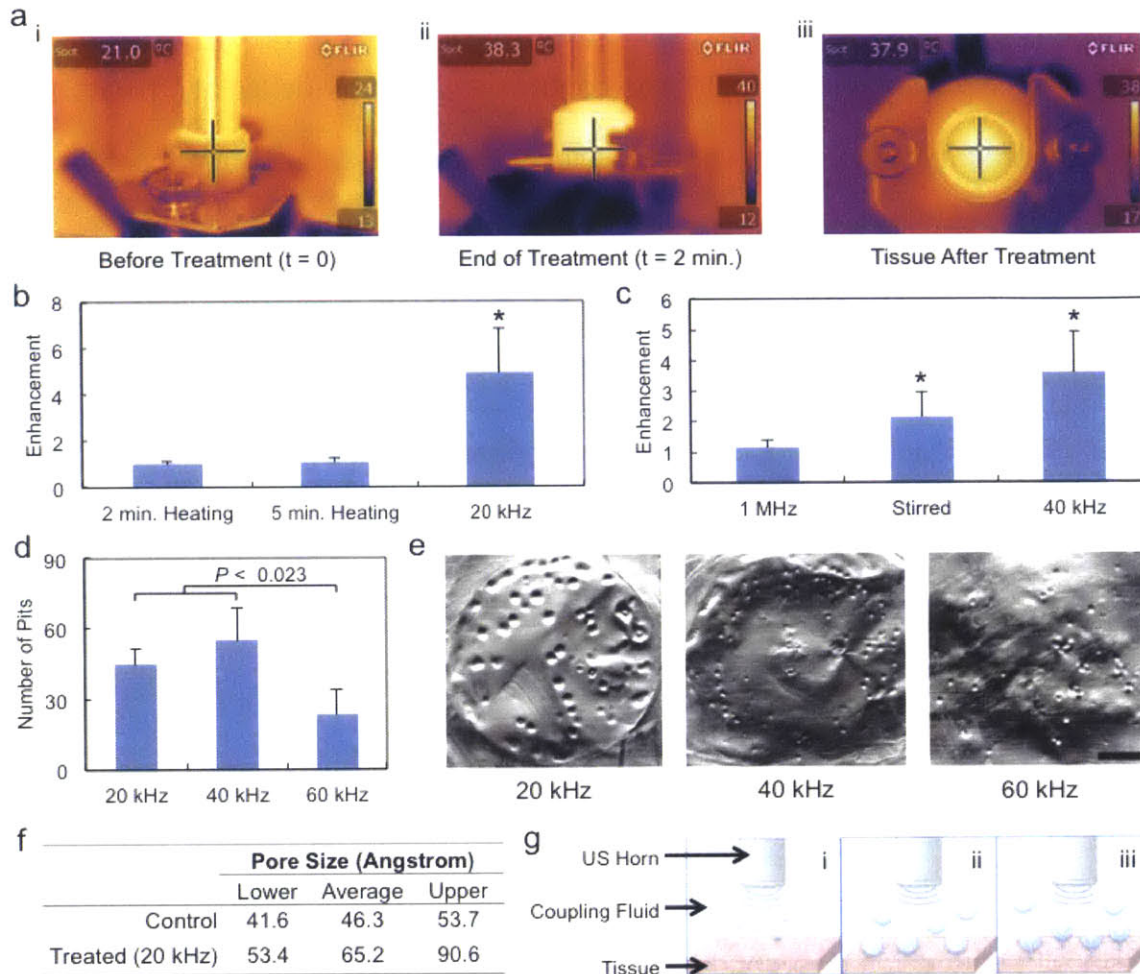 a
i
Spot 21.0 °C
FLIR
24
13
Before Treatment (t = 0)
ii
Spot 38.3 °C
FLIR
40
12
End of Treatment (t = 2 min.)
iii
Spot 37.9 °C
FLIR
38
17
Tissue After Treatment
b
Enhancement
8
6
4
2
0
*
2 min. Heating 5 min. Heating 20 kHz
c
Enhancement
6
5
4
3
2
1
0
*
*
1 MHz Stirred 40 kHz
d
Number of Pits
90
60
30
0
P < 0.023
20 kHz 40 kHz 60 kHz
e
20 kHz 40 kHz 60 kHz
f
Pore Size (Angstrom)
Lower Average Upper
Control 41.6 46.3 53.7
Treated (20 kHz) 53.4 65.2 90.6
g
US Horn
Coupling Fluid
Tissue
i
ii
iii